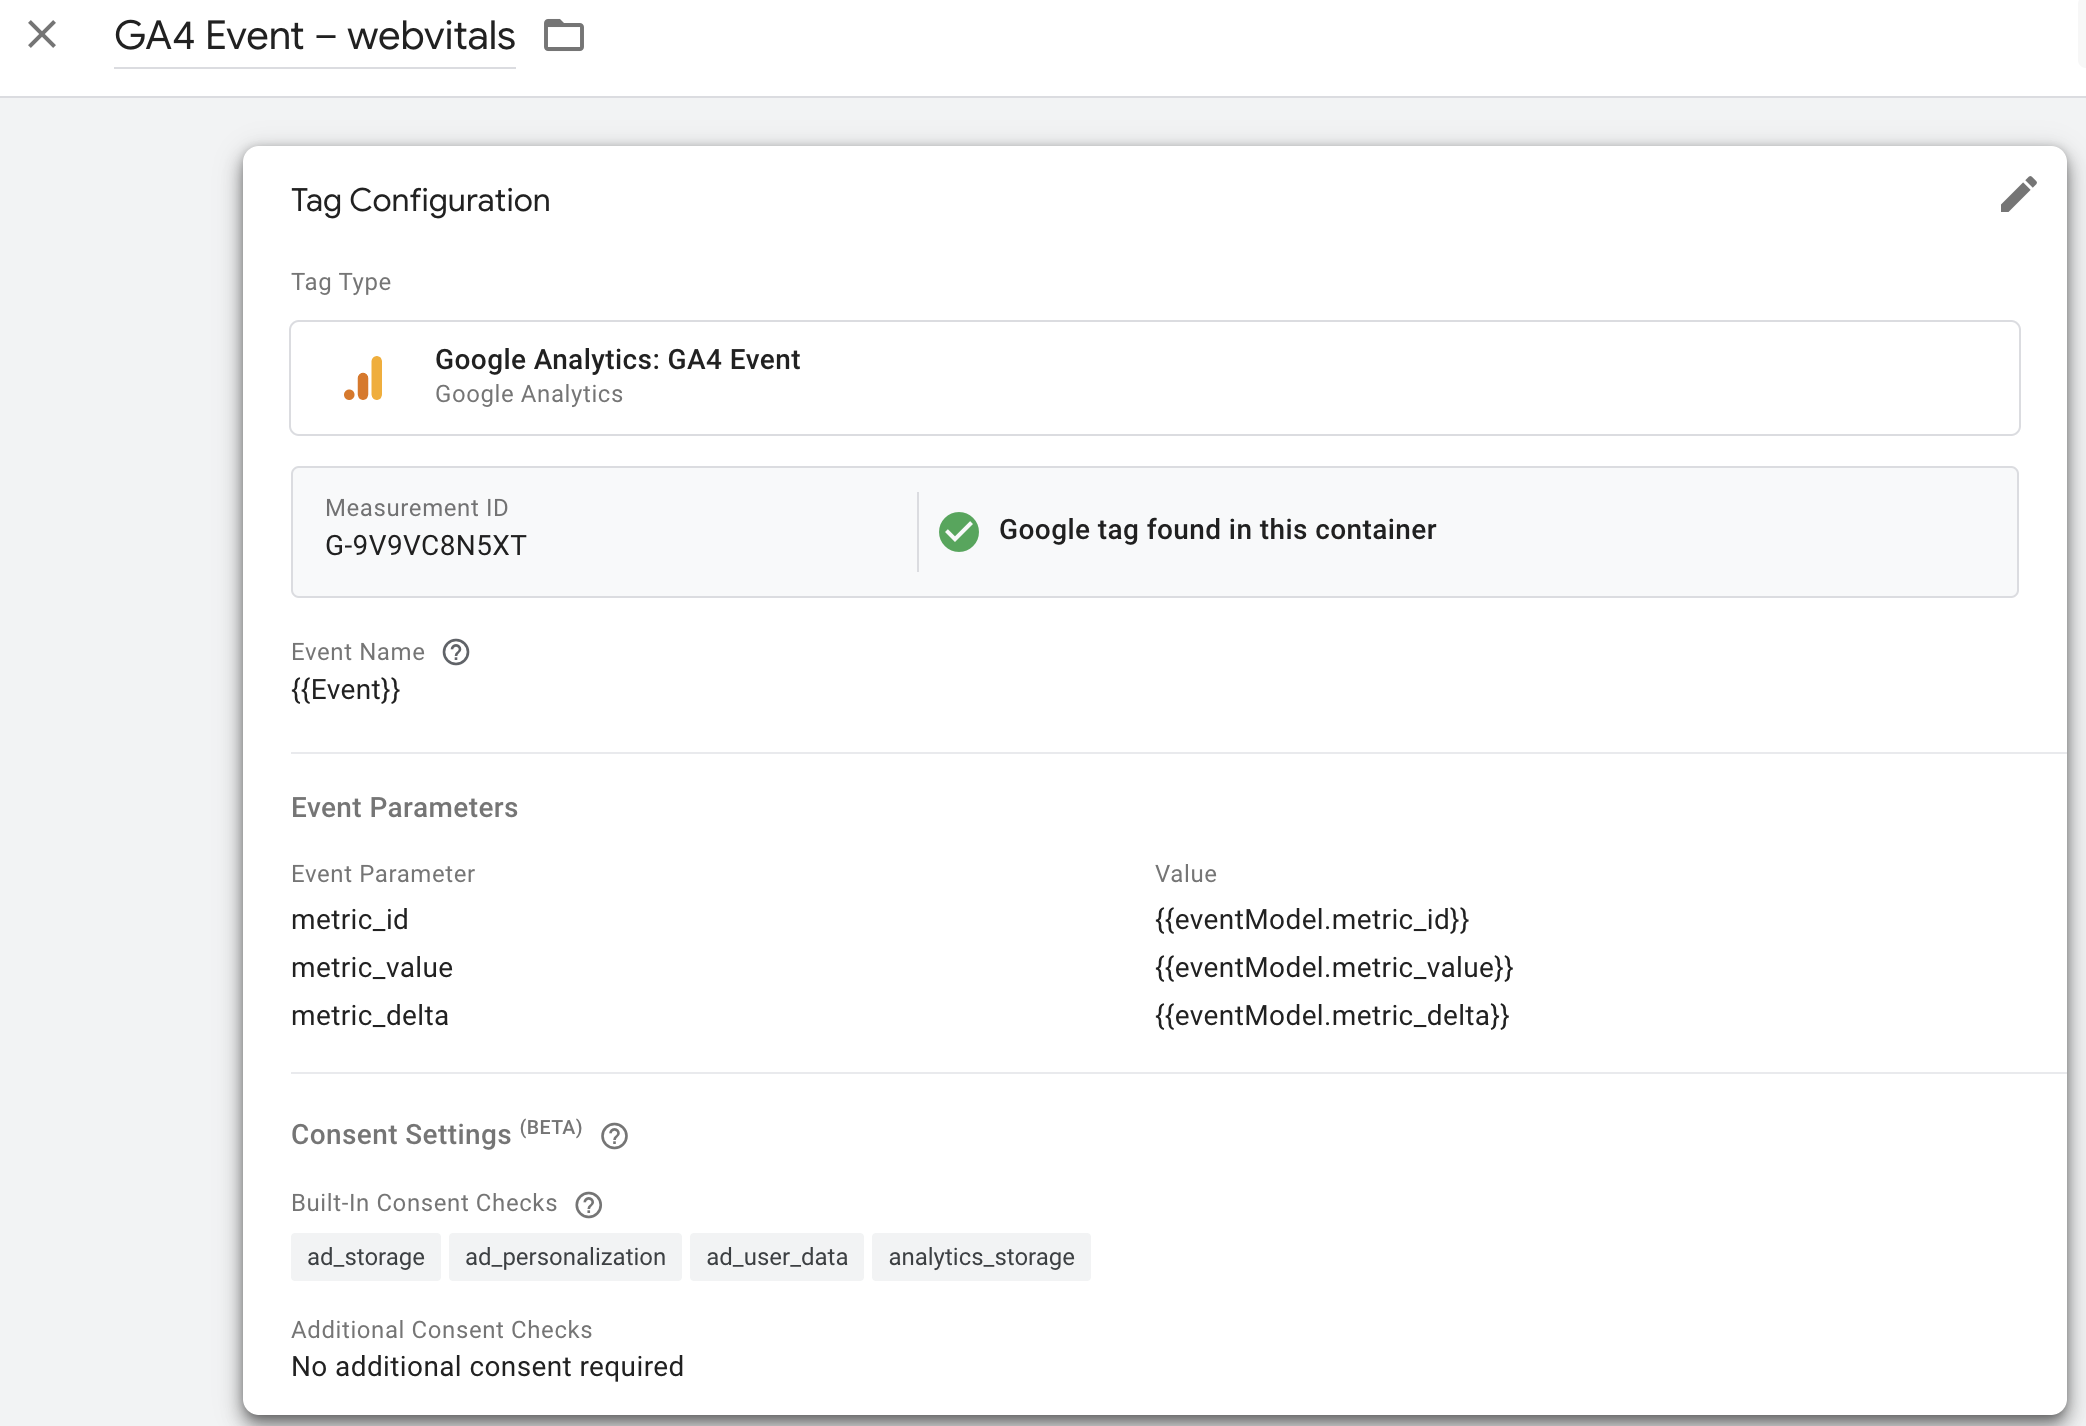 GA4 Event – webvitals
Tag Configuration
Tag Type
Google Analytics: GA4 Event
Google Analytics
Measurement ID
G-9V9VC8N5XT
Google tag found in this container
Event Name
{{Event}}
Event Parameters
Event Parameter Value
metric_id {{eventModel.metric_id}}
metric_value {{eventModel.metric_value}}
metric_delta {{eventModel.metric_delta}}
Consent Settings (BETA)
Built-In Consent Checks
ad_storage ad_personalization ad_user_data analytics_storage
Additional Consent Checks
No additional consent required